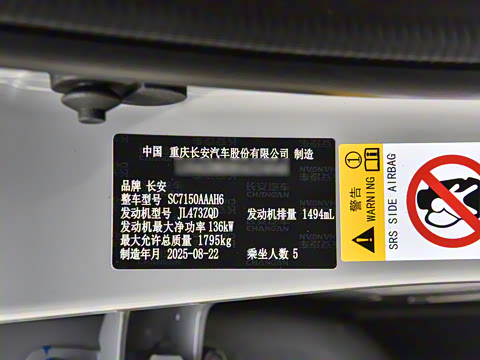 中国 重庆长安汽车股份有限公司 制造
品牌 长安
整车型号 SC7150AAAH6
发动机型号 JL473ZQD 发动机排量 1494mL
发动机最大净功率 136kW
最大允许总质量 1795kg
制造年月 2025-08-22 乘坐人数 5
警告
WARNING
SRS SIDE AIRBAG